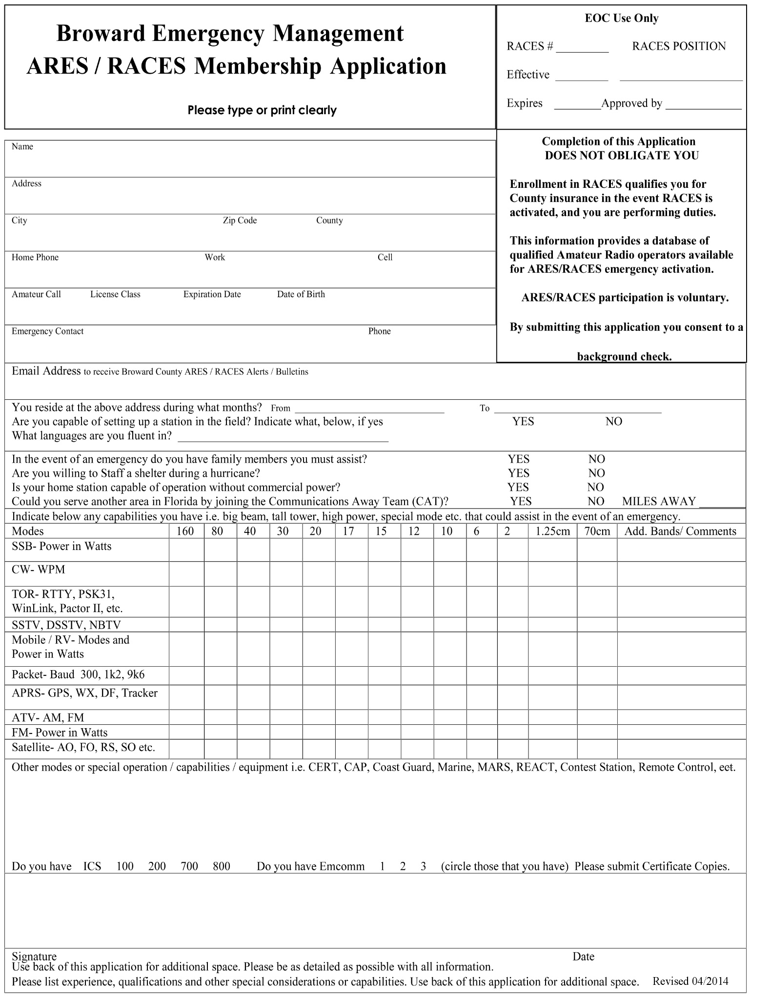 Broward Emergency Management
ARES / RACES Membership Application
Please type or print clearly
EOC Use Only
RACES # _________ RACES POSITION
Effective _________ _____________________
Expires ________Approved by _____________
Name
Address
City Zip Code County
Home Phone Work Cell
Amateur Call License Class Expiration Date Date of Birth
Emergency Contact Phone
Completion of this Application
DOES NOT OBLIGATE YOU
Enrollment in RACES qualifies you for
County insurance in the event RACES is
activated, and you are performing duties.
This information provides a database of
qualified Amateur Radio operators available
for ARES/RACES emergency activation.
ARES/RACES participation is voluntary.
By submitting this application you consent to a
background check.
Email Address to receive Broward County ARES / RACES Alerts / Bulletins
You reside at the above address during what months? From _________________________ To ____________________________
Are you capable of setting up a station in the field? Indicate what, below, if yes YES NO
What languages are you fluent in? ____________________________________
In the event of an emergency do you have family members you must assist? YES NO
Are you willing to Staff a shelter during a hurricane? YES NO
Is your home station capable of operation without commercial power? YES NO
Could you serve another area in Florida by joining the Communications Away Team (CAT)? YES NO MILES AWAY ________
Indicate below any capabilities you have i.e. big beam, tall tower, high power, special mode etc. that could assist in the event of an emergency.
Modes 160 80 40 30 20 17 15 12 10 6 2 1.25cm 70cm Add. Bands/ Comments
SSB- Power in Watts
CW- WPM
TOR- RTTY, PSK31,
WinLink, Pactor II, etc.
SSTV, DSSTV, NBTV
Mobile / RV- Modes and
Power in Watts
Packet- Baud 300, 1k2, 9k6
APRS- GPS, WX, DF, Tracker
ATV- AM, FM
FM- Power in Watts
Satellite- AO, FO, RS, SO etc.
Other modes or special operation / capabilities / equipment i.e. CERT, CAP, Coast Guard, Marine, MARS, REACT, Contest Station, Remote Control, ect.
Do you have ICS 100 200 700 800 Do you have Emcomm 1 2 3 (circle those that you have) Please submit Certificate Copies.
Signature Date
Use back of this application for additional space. Please be as detailed as possible with all information.
Please list experience, qualifications and other special considerations or capabilities. Use back of this application for additional space. Revised 04/2014